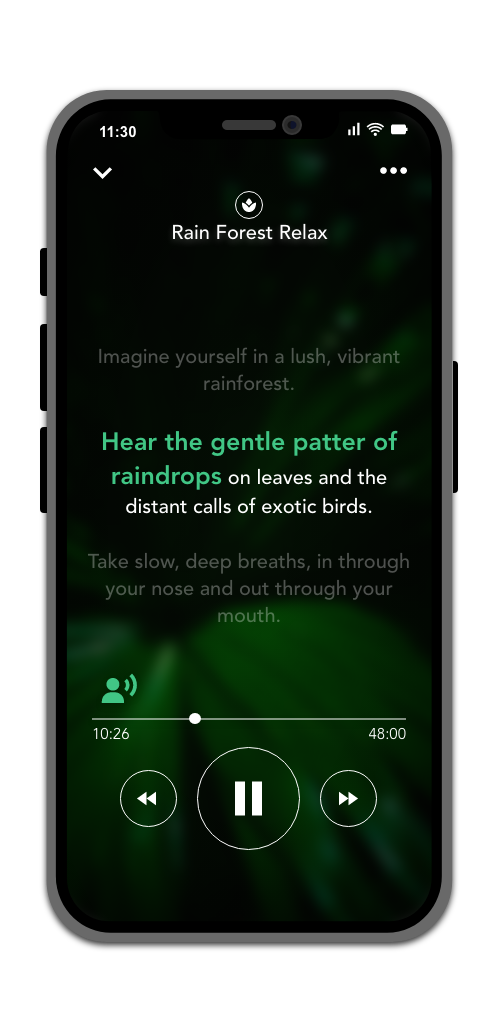 11:30
Rain Forest Relax
Imagine yourself in a lush, vibrant
rainforest.
Hear the gentle patter of
raindrops on leaves and the
distant calls of exotic birds.
Take slow, deep breaths, in through
your nose and out through your
mouth.
10:26 48:00